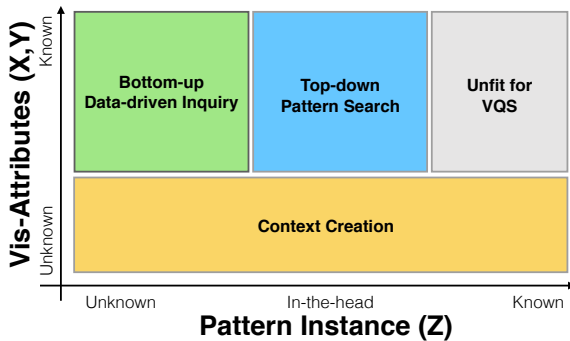 Vis-Attributes (X,Y)
Known
Unknown
Bottom-up
Data-driven Inquiry
Top-down
Pattern Search
Unfit for
VQS
Context Creation
Unknown
In-the-head
Known
Pattern Instance (Z)